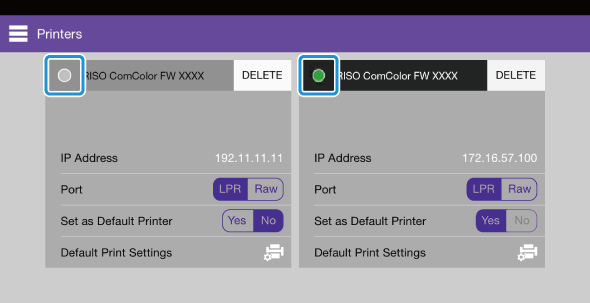 Printers
RISO ComColor FW XXXX DELETE
IP Address 192.11.11.11
Port LPR Raw
Set as Default Printer Yes No
Default Print Settings
RISO ComColor FW XXXX DELETE
IP Address 172.16.57.100
Port LPR Raw
Set as Default Printer Yes No
Default Print Settings